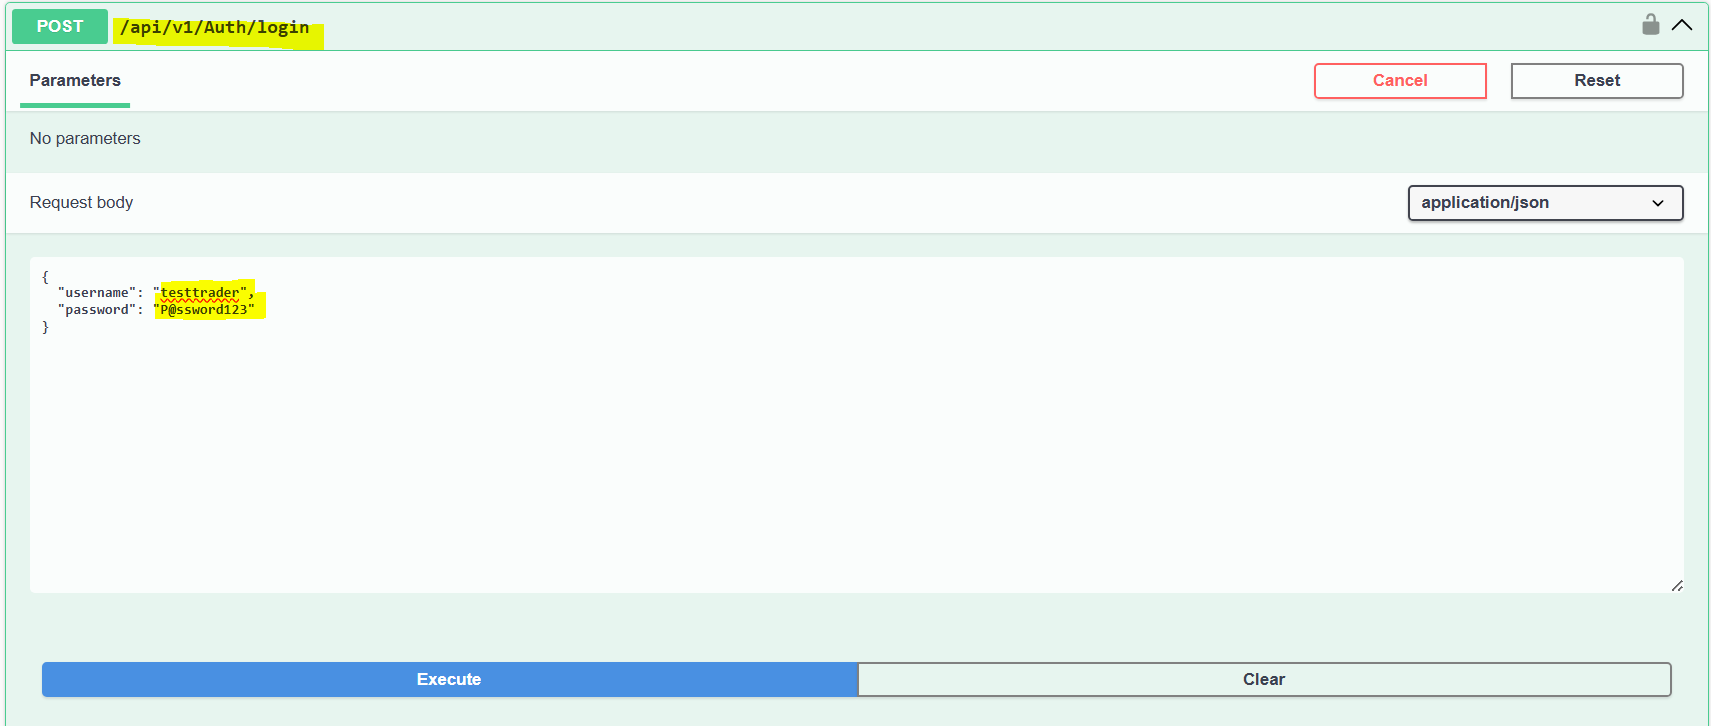 POST /api/v1/Auth/login
Parameters Cancel Reset
No parameters
Request body application/json
{
"username": "testtrader",
"password": "P@ssword123"
}
Execute Clear